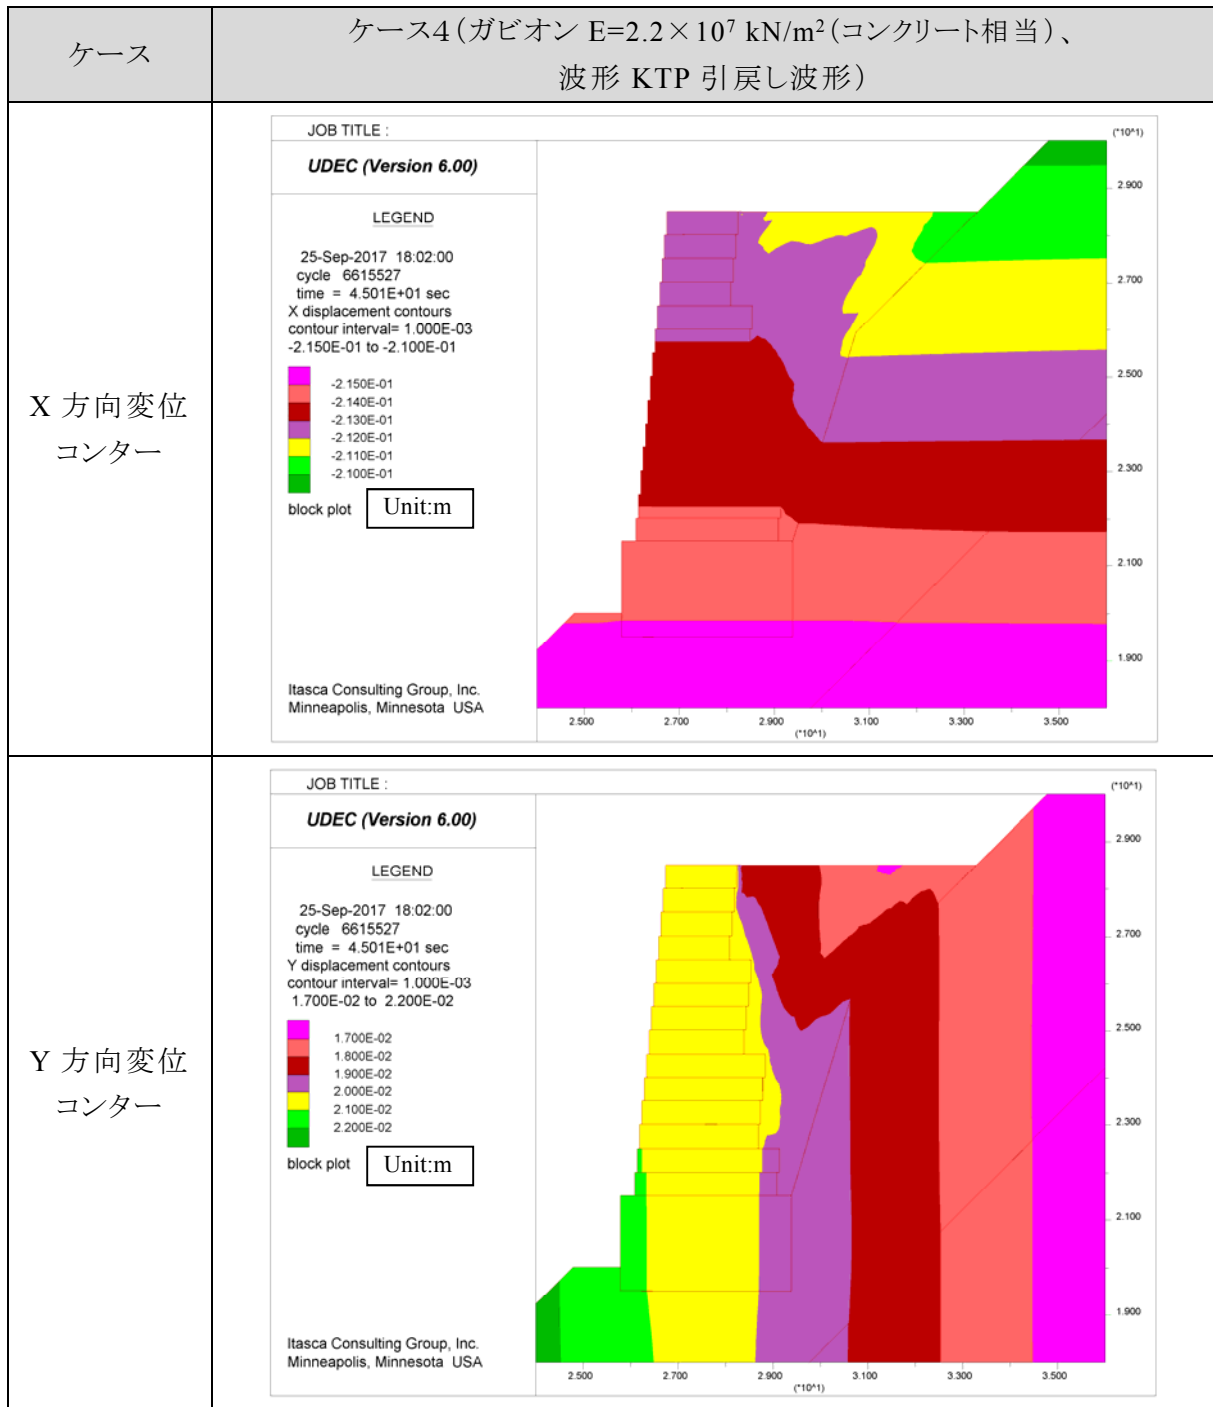 ケース
ケース4(ガビオン E=2.2×10⁷ kN/m²(コンクリート相当)、
波形 KTP 引戻し波形)
X 方向変位
コンター
JOB TITLE :
UDEC (Version 6.00)
LEGEND
25-Sep-2017 18:02:00
cycle 6615527
time = 4.501E+01 sec
X displacement contours
contour interval= 1.000E-03
-2.150E-01 to -2.100E-01
-2.150E-01
-2.140E-01
-2.130E-01
-2.120E-01
-2.110E-01
-2.100E-01
block plot
Unit:m
Itasca Consulting Group, Inc.
Minneapolis, Minnesota USA
(*10^1)
2.900
2.700
2.500
2.300
2.100
1.900
2.500 2.700 2.900 3.100 3.300 3.500
(*10^1)
Y 方向変位
コンター
JOB TITLE :
UDEC (Version 6.00)
LEGEND
25-Sep-2017 18:02:00
cycle 6615527
time = 4.501E+01 sec
Y displacement contours
contour interval= 1.000E-03
1.700E-02 to 2.200E-02
1.700E-02
1.800E-02
1.900E-02
2.000E-02
2.100E-02
2.200E-02
block plot
Unit:m
Itasca Consulting Group, Inc.
Minneapolis, Minnesota USA
(*10^1)
2.900
2.700
2.500
2.300
2.100
1.900
2.500 2.700 2.900 3.100 3.300 3.500
(*10^1)